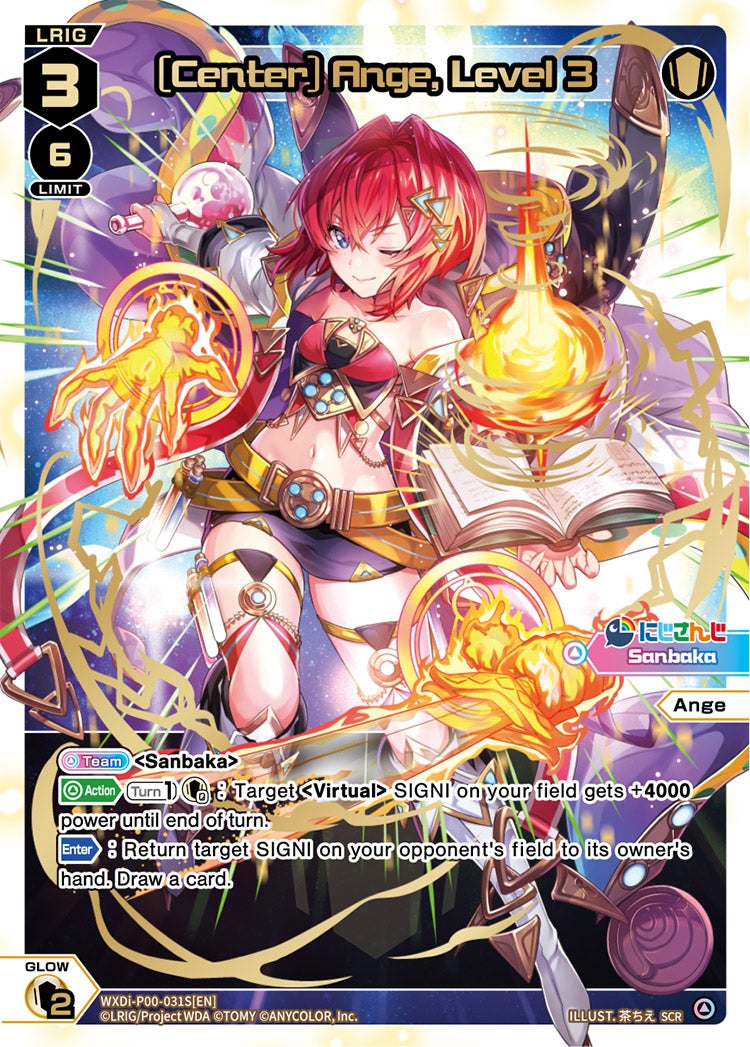 LRIG
3
[Center] Ange, Level 3
6
LIMIT
にじさんじ
Sanbaka
Ange
Team <Sanbaka>
Action Turn 1 0 : Target <Virtual> SIGNI on your field gets +4000
power until end of turn.
Enter : Return target SIGNI on your opponent's field to its owner's
hand. Draw a card.
GLOW
2
WXDi-P00-031S[EN]
©LRIG/Project WDA ©TOMY ©ANYCOLOR, Inc.
ILLUST. 茶ちえ SCR